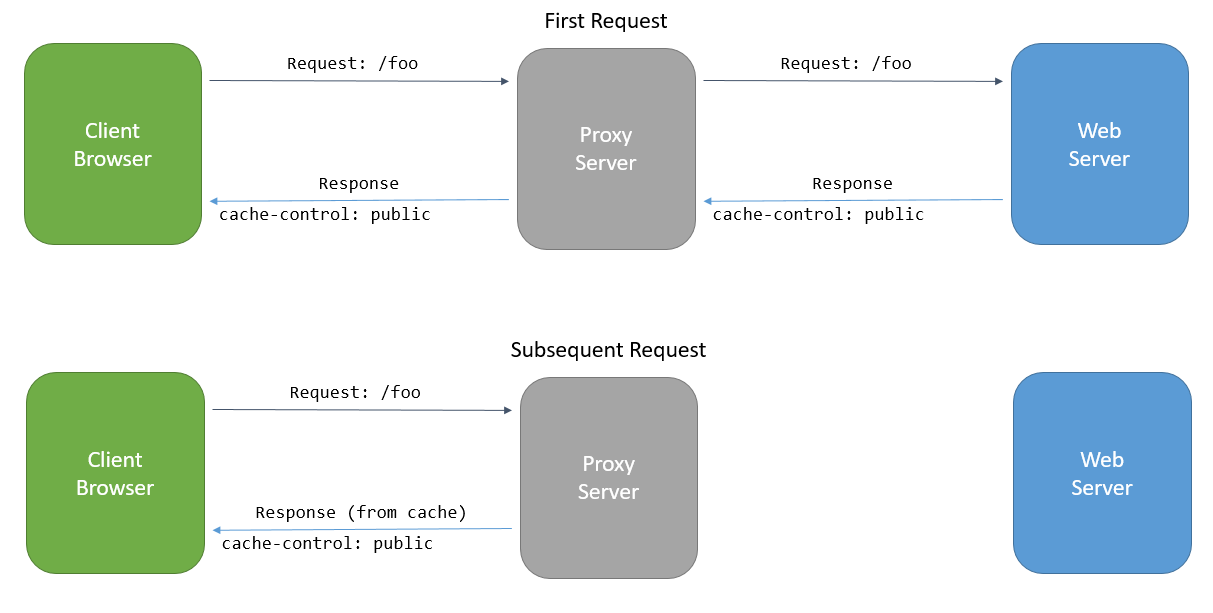 First Request
Request: /foo
Request: /foo
Client
Browser
Proxy
Server
Web
Server
Response
cache-control: public
Response
cache-control: public
Subsequent Request
Request: /foo
Client
Browser
Proxy
Server
Web
Server
Response (from cache)
cache-control: public